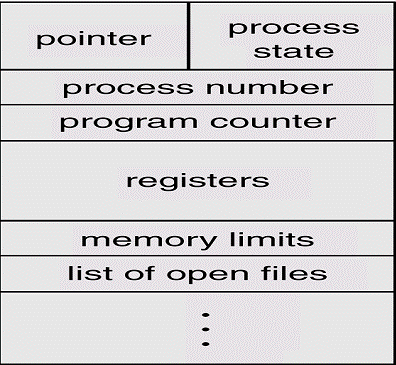 pointer
process
state
process number
program counter
registers
memory limits
list of open files